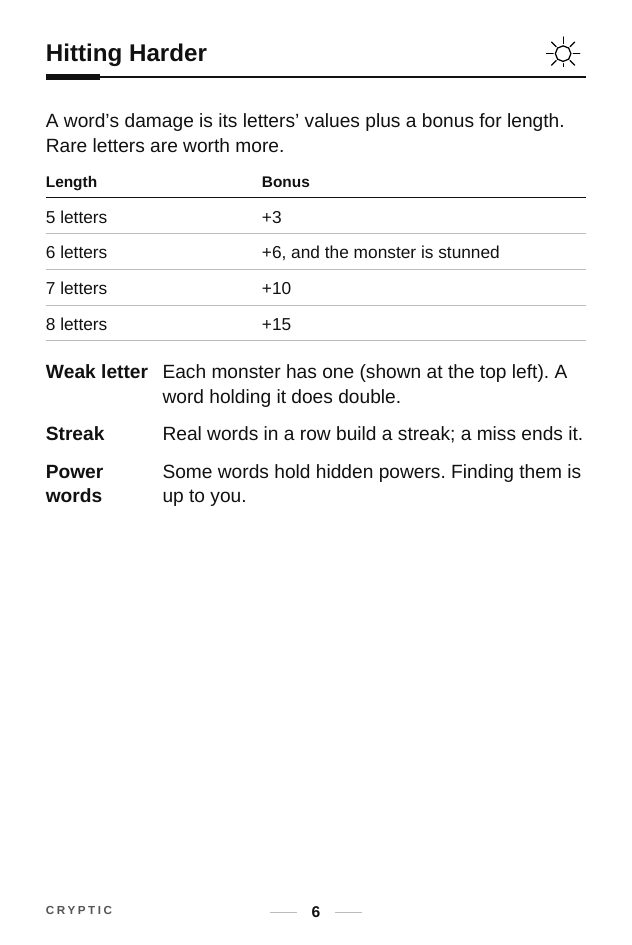 Hitting Harder
A word’s damage is its letters’ values plus a bonus for length.
Rare letters are worth more.
Length Bonus
5 letters +3
6 letters +6, and the monster is stunned
7 letters +10
8 letters +15
Weak letter Each monster has one (shown at the top left). A
word holding it does double.
Streak Real words in a row build a streak; a miss ends it.
Power Some words hold hidden powers. Finding them is
words up to you.
CRYPTIC 6